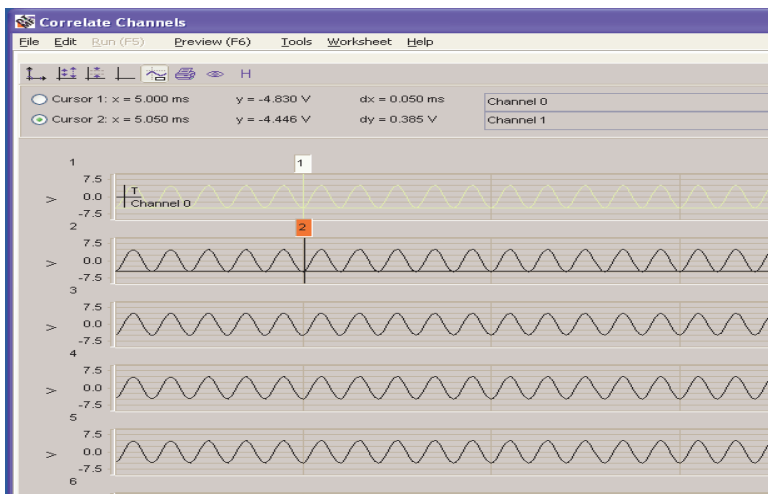 Correlate Channels
File Edit Run (F5) Preview (F6) Tools Worksheet Help
H
Cursor 1: x = 5.000 ms y = -4.830 V dx = 0.050 ms Channel 0
Cursor 2: x = 5.050 ms y = -4.446 V dy = 0.385 V Channel 1
1 1
7.5
T
V 0.0
Channel 0
-7.5
2 2
7.5
V 0.0
-7.5
3
7.5
V 0.0
-7.5
4
7.5
V 0.0
-7.5
5
7.5
V 0.0
-7.5
6